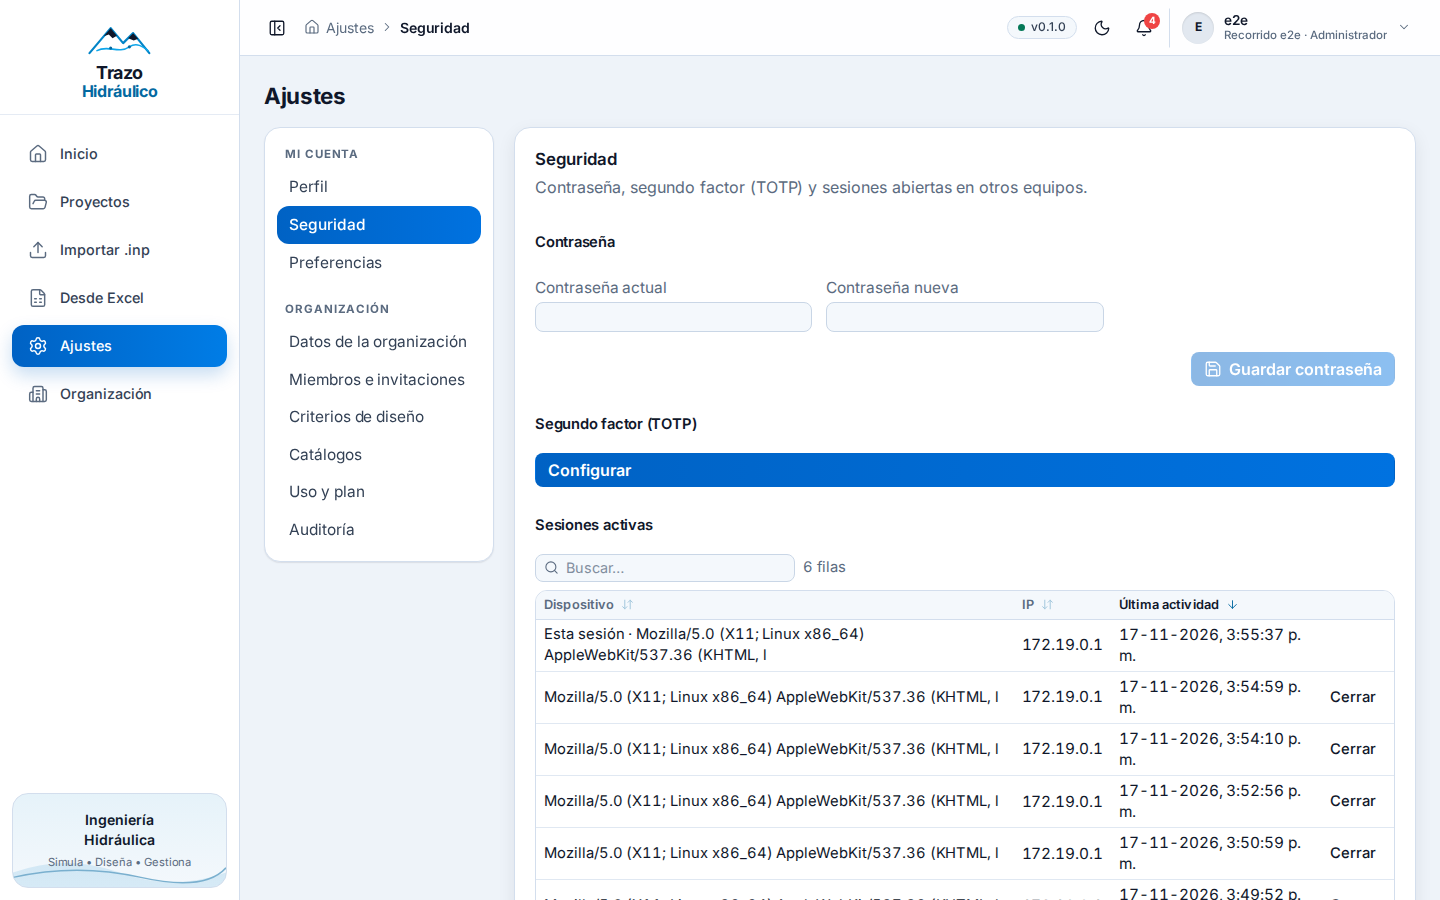 Trazo
Hidráulico
Inicio
Proyectos
Importar .inp
Desde Excel
Ajustes
Organización
Ingeniería
Hidráulica
Simula • Diseña • Gestiona
Ajustes > Seguridad
v0.1.0
4
E
e2e
Recorrido e2e · Administrador
Ajustes
MI CUENTA
Perfil
Seguridad
Preferencias
ORGANIZACIÓN
Datos de la organización
Miembros e invitaciones
Criterios de diseño
Catálogos
Uso y plan
Auditoría
Seguridad
Contraseña, segundo factor (TOTP) y sesiones abiertas en otros equipos.
Contraseña
Contraseña actual
Contraseña nueva
Guardar contraseña
Segundo factor (TOTP)
Configurar
Sesiones activas
Buscar...
6 filas
Dispositivo IP Última actividad
Esta sesión · Mozilla/5.0 (X11; Linux x86_64)
AppleWebKit/537.36 (KHTML, l
172.19.0.1
17-11-2026, 3:55:37 p.
m.
Mozilla/5.0 (X11; Linux x86_64) AppleWebKit/537.36 (KHTML, l
172.19.0.1
17-11-2026, 3:54:59 p.
m.
Cerrar
Mozilla/5.0 (X11; Linux x86_64) AppleWebKit/537.36 (KHTML, l
172.19.0.1
17-11-2026, 3:54:10 p.
m.
Cerrar
Mozilla/5.0 (X11; Linux x86_64) AppleWebKit/537.36 (KHTML, l
172.19.0.1
17-11-2026, 3:52:56 p.
m.
Cerrar
Mozilla/5.0 (X11; Linux x86_64) AppleWebKit/537.36 (KHTML, l
172.19.0.1
17-11-2026, 3:50:59 p.
m.
Cerrar
17-11-2026, 3:49:52 p.